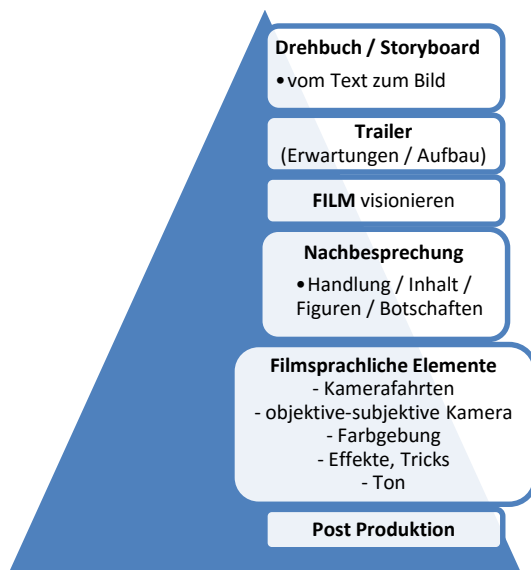 Drehbuch / Storyboard
•vom Text zum Bild
Trailer
(Erwartungen / Aufbau)
FILM visionieren
Nachbesprechung
•Handlung / Inhalt /
Figuren / Botschaften
Filmsprachliche Elemente
- Kamerafahrten
- objektive-subjektive Kamera
- Farbgebung
- Effekte, Tricks
- Ton
Post Produktion